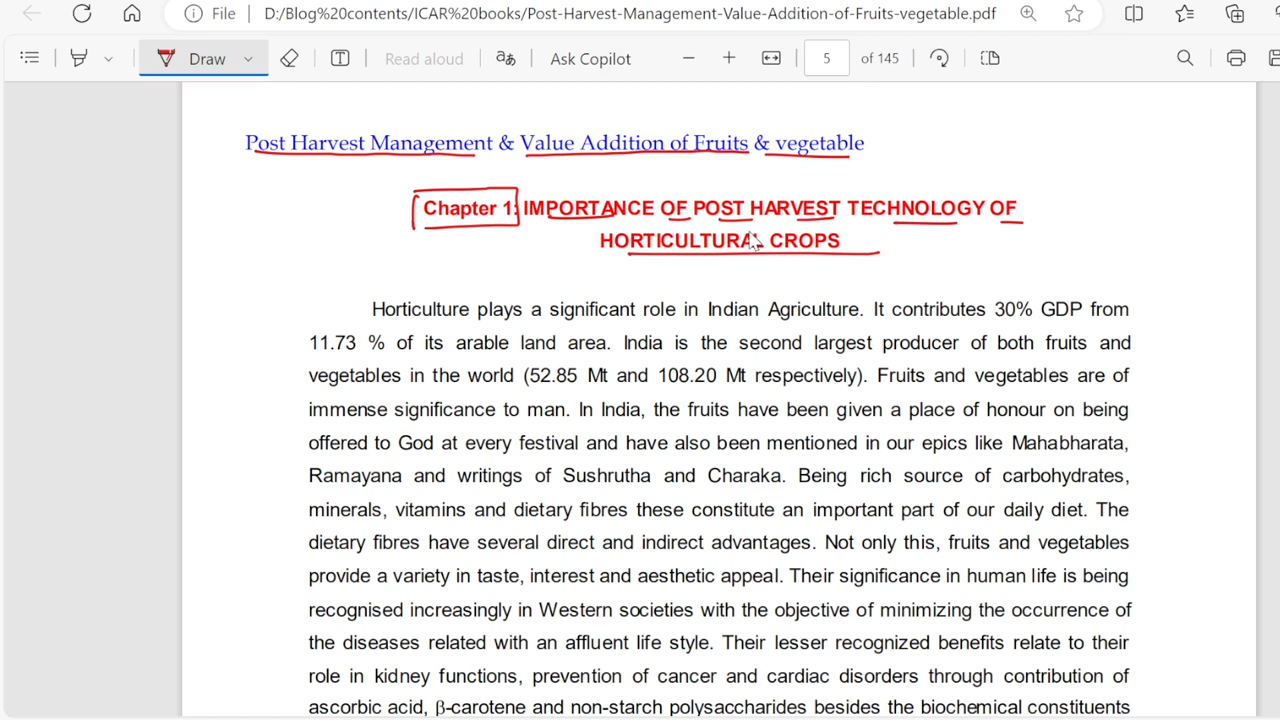 File D:/Blog%20contents/ICAR%20books/Post-Harvest-Management-Value-Addition-of-Fruits-vegetable.pdf
Draw Read aloud aあ Ask Copilot 5 of 145
Post Harvest Management & Value Addition of Fruits & vegetable
Chapter 1: IMPORTANCE OF POST HARVEST TECHNOLOGY OF
HORTICULTURAL CROPS
Horticulture plays a significant role in Indian Agriculture. It contributes 30% GDP from
11.73 % of its arable land area. India is the second largest producer of both fruits and
vegetables in the world (52.85 Mt and 108.20 Mt respectively). Fruits and vegetables are of
immense significance to man. In India, the fruits have been given a place of honour on being
offered to God at every festival and have also been mentioned in our epics like Mahabharata,
Ramayana and writings of Sushrutha and Charaka. Being rich source of carbohydrates,
minerals, vitamins and dietary fibres these constitute an important part of our daily diet. The
dietary fibres have several direct and indirect advantages. Not only this, fruits and vegetables
provide a variety in taste, interest and aesthetic appeal. Their significance in human life is being
recognised increasingly in Western societies with the objective of minimizing the occurrence of
the diseases related with an affluent life style. Their lesser recognized benefits relate to their
role in kidney functions, prevention of cancer and cardiac disorders through contribution of
ascorbic acid, β-carotene and non-starch polysaccharides besides the biochemical constituents